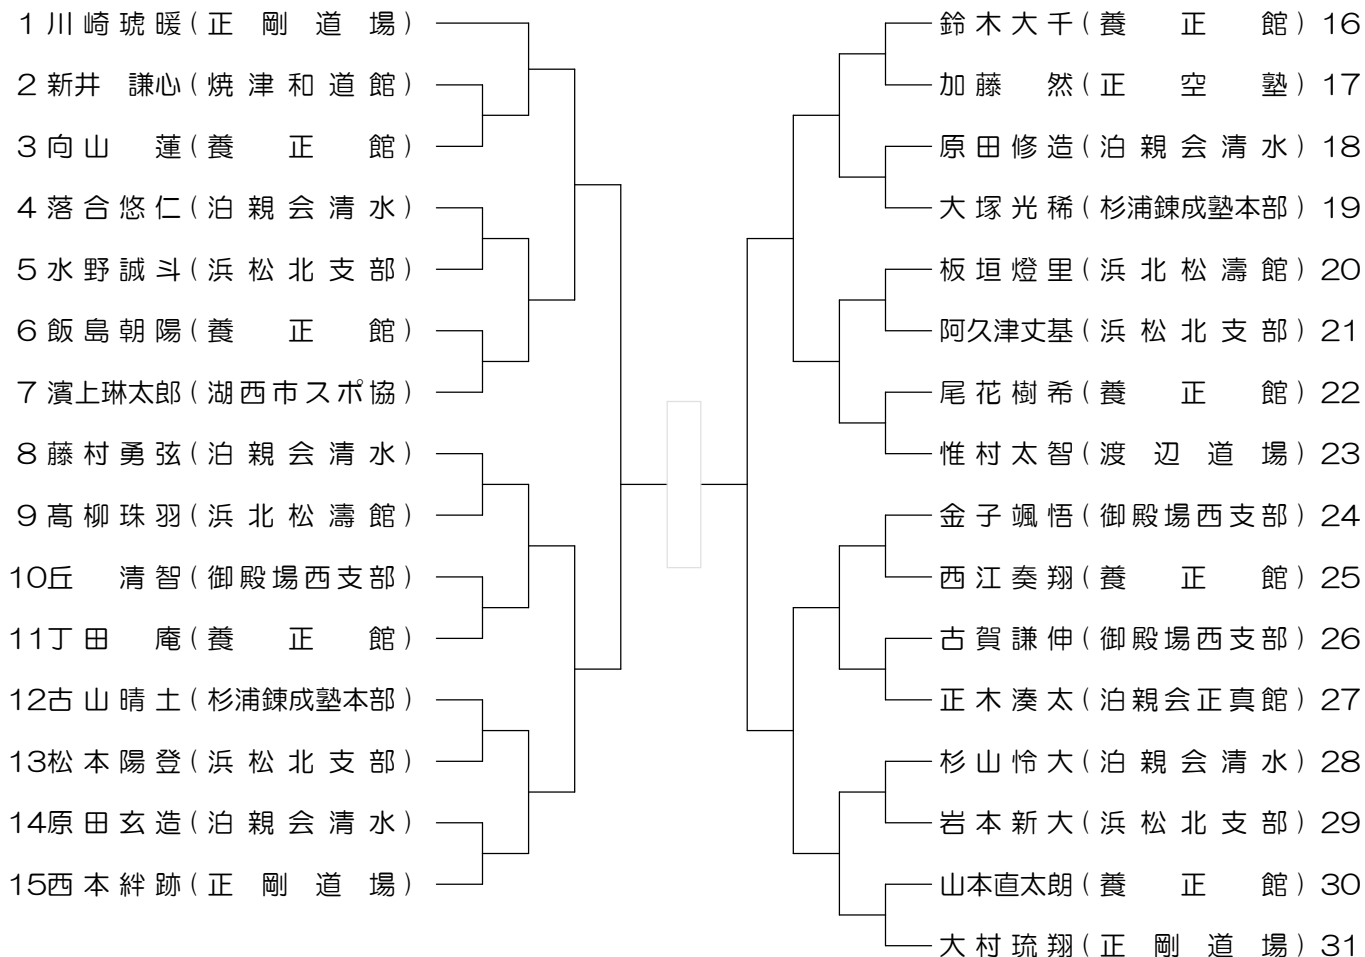 1 川崎琥暖(正剛道場)
2 新井 謙心(焼津和道館)
3 向山 蓮(養正館)
4 落合悠仁(泊親会清水)
5 水野誠斗(浜松北支部)
6 飯島朝陽(養正館)
7 濱上琳太郎(湖西市スポ協)
8 藤村勇弦(泊親会清水)
9 髙柳珠羽(浜北松濤館)
10 丘 清智(御殿場西支部)
11 丁田 庵(養正館)
12 古山晴土(杉浦錬成塾本部)
13 松本陽登(浜松北支部)
14 原田玄造(泊親会清水)
15 西本絆跡(正剛道場)
鈴木大千(養正館) 16
加藤 然(正空塾) 17
原田修造(泊親会清水) 18
大塚光稀(杉浦錬成塾本部) 19
板垣燈里(浜北松濤館) 20
阿久津丈基(浜松北支部) 21
尾花樹希(養正館) 22
惟村太智(渡辺道場) 23
金子颯悟(御殿場西支部) 24
西江奏翔(養正館) 25
古賀謙伸(御殿場西支部) 26
正木湊太(泊親会正真館) 27
杉山怜大(泊親会清水) 28
岩本新大(浜松北支部) 29
山本直太朗(養正館) 30
大村琉翔(正剛道場) 31